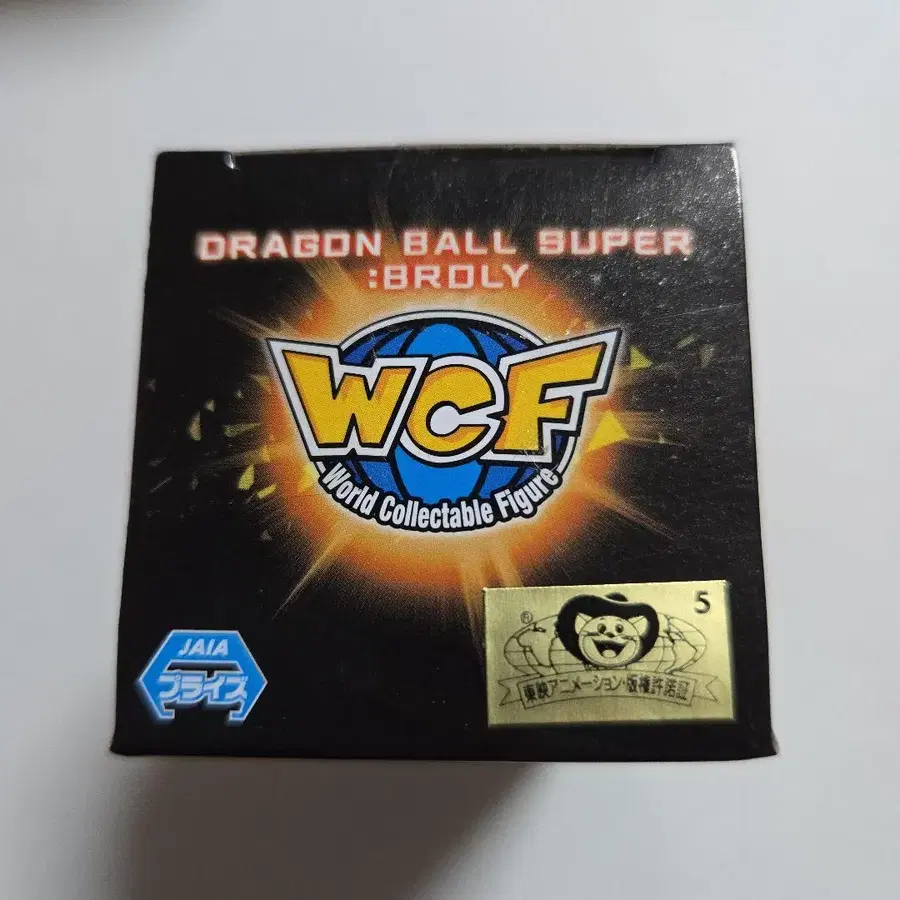 DRAGON BALL SUPER
:BROLY
WCF
World Collectable Figure
JAIA
プライズ
5
東映アニメーション・版権許諾証